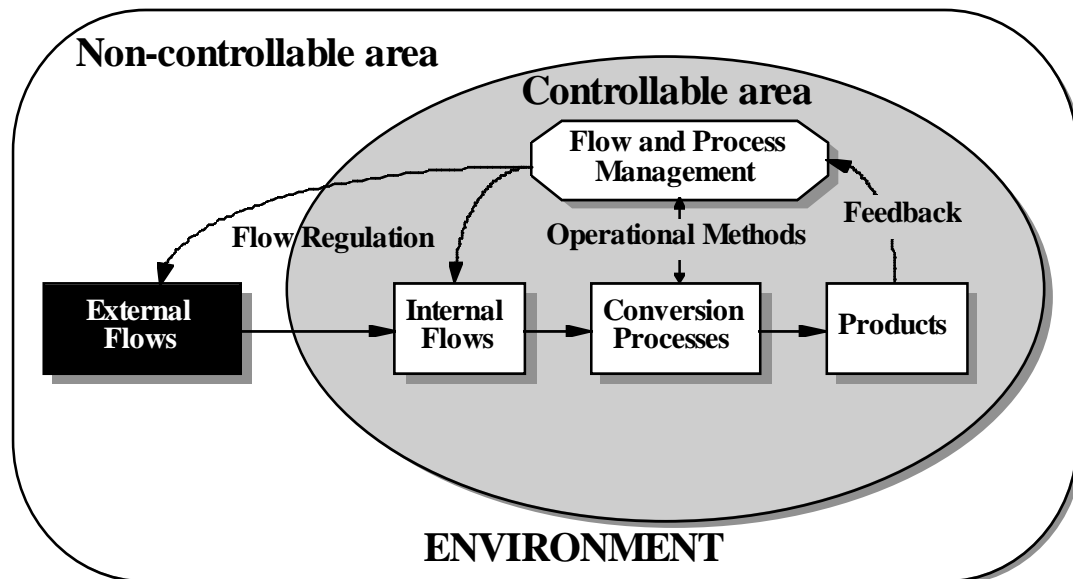 Non-controllable area
Controllable area
Flow and Process
Management
Flow Regulation
Operational Methods
Feedback
External
Flows
Internal
Flows
Conversion
Processes
Products
ENVIRONMENT